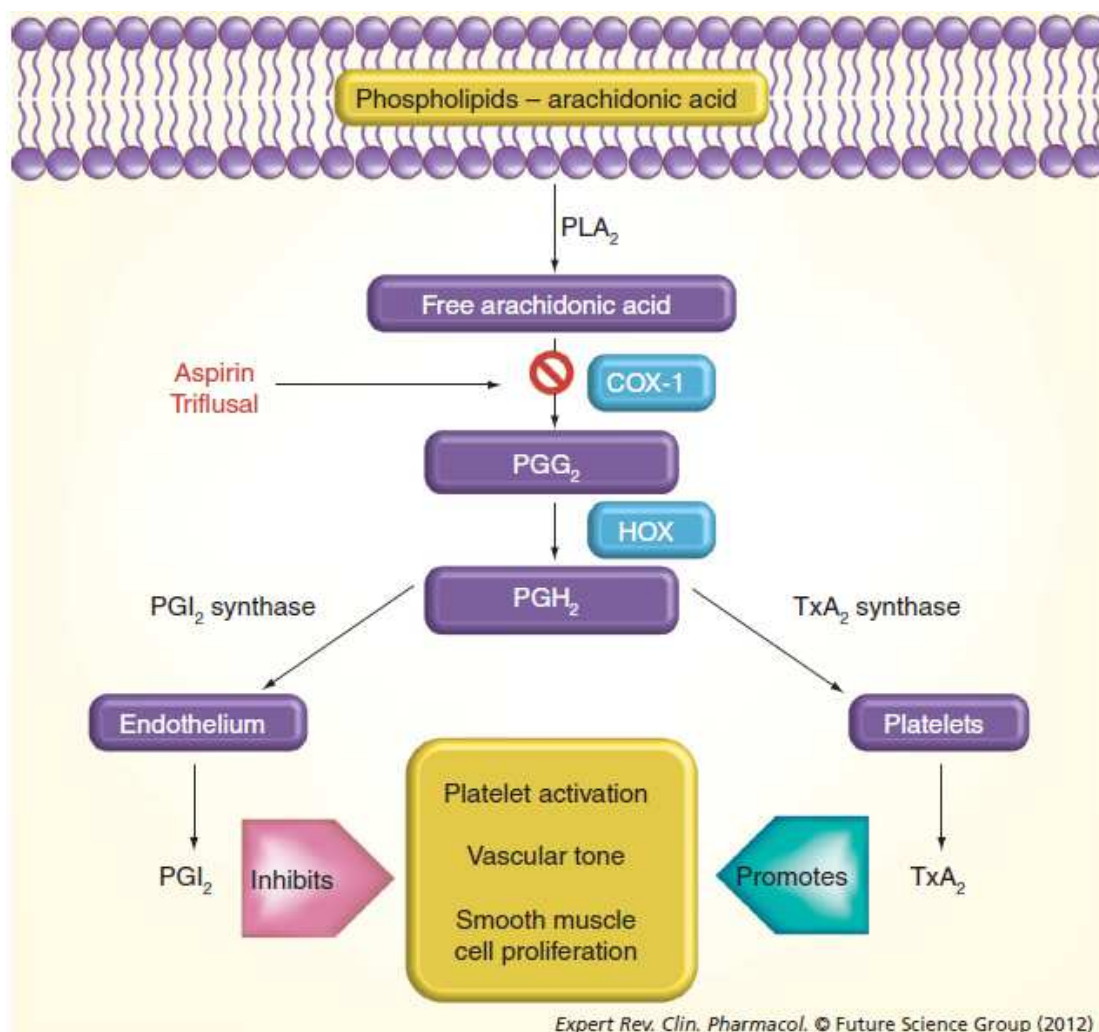 Phospholipids – arachidonic acid
PLA₂
Free arachidonic acid
Aspirin
Triflusal
COX-1
PGG₂
HOX
PGH₂
PGI₂ synthase
TxA₂ synthase
Endothelium
Platelets
Platelet activation
Vascular tone
Smooth muscle
cell proliferation
PGI₂
Inhibits
Promotes
TxA₂
Expert Rev. Clin. Pharmacol. © Future Science Group (2012)